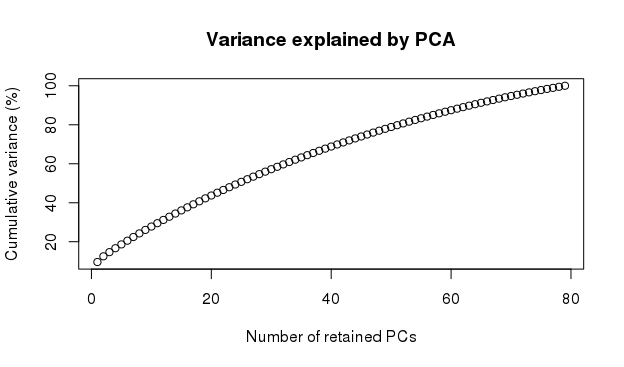 Variance explained by PCA
Cumulative variance (%)
100
80
60
40
20
0 20 40 60 80
Number of retained PCs